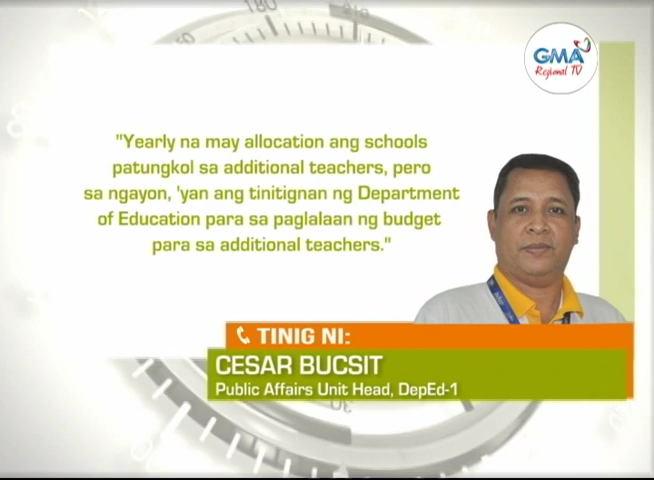 180
GMA
Regional TV
"Yearly na may allocation ang schools
patungkol sa additional teachers, pero
sa ngayon, 'yan ang tinitignan ng Department
of Education para sa paglalaan ng budget
para sa additional teachers."
TINIG NI:
CESAR BUCSIT
Public Affairs Unit Head, DepEd-1
30